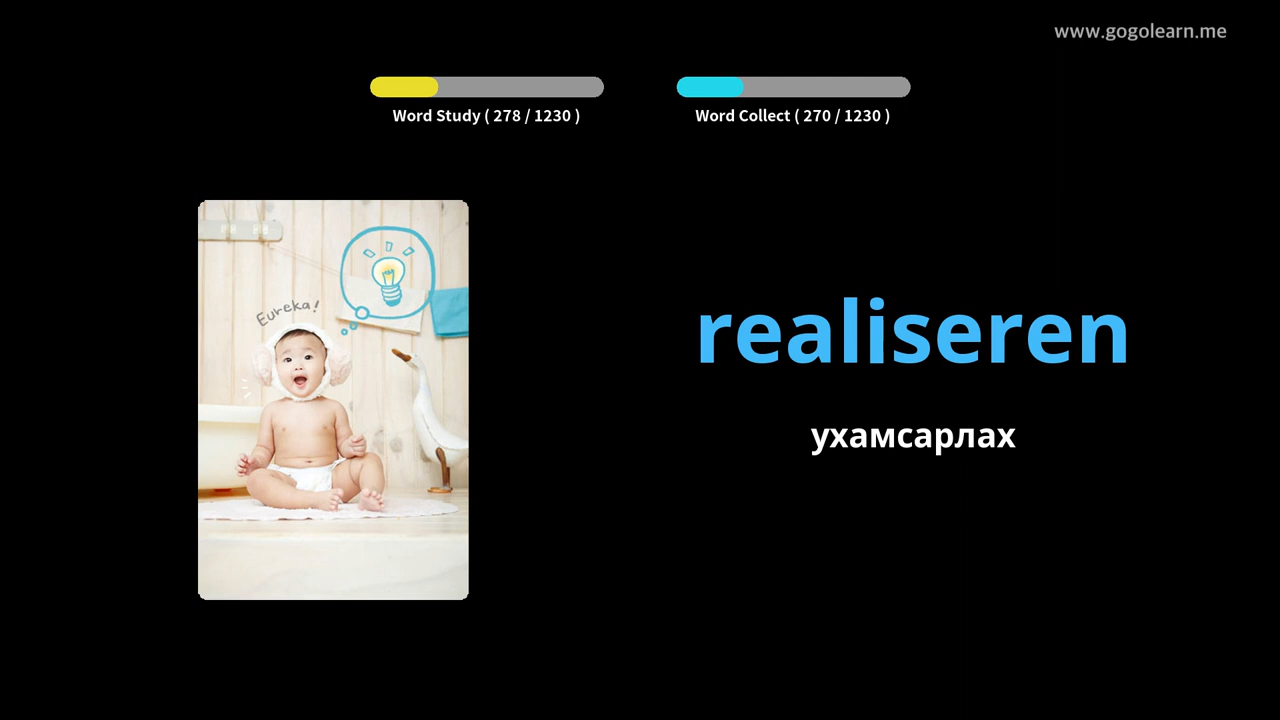 www.gogolearn.me
Word Study ( 278 / 1230 )
Word Collect ( 270 / 1230 )
Eureka!
realiseren
ухамсарлах